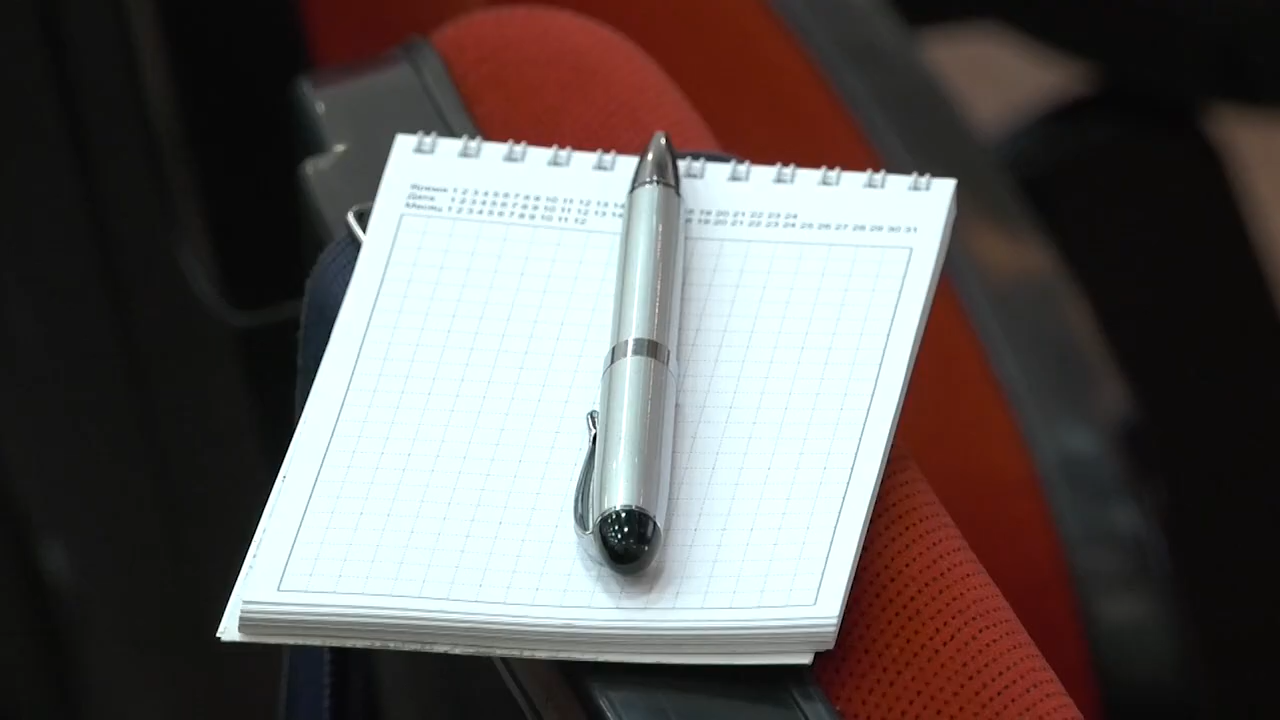 Время 1 2 3 4 5 6 7 8 9 10 11 12 13 14 18 19 20 21 22 23 24
Дата 1 2 3 4 5 6 7 8 9 10 11 12 13 14 18 19 20 21 22 23 24 25 26 27 28 29 30 31
Месяц 1 2 3 4 5 6 7 8 9 10 11 12